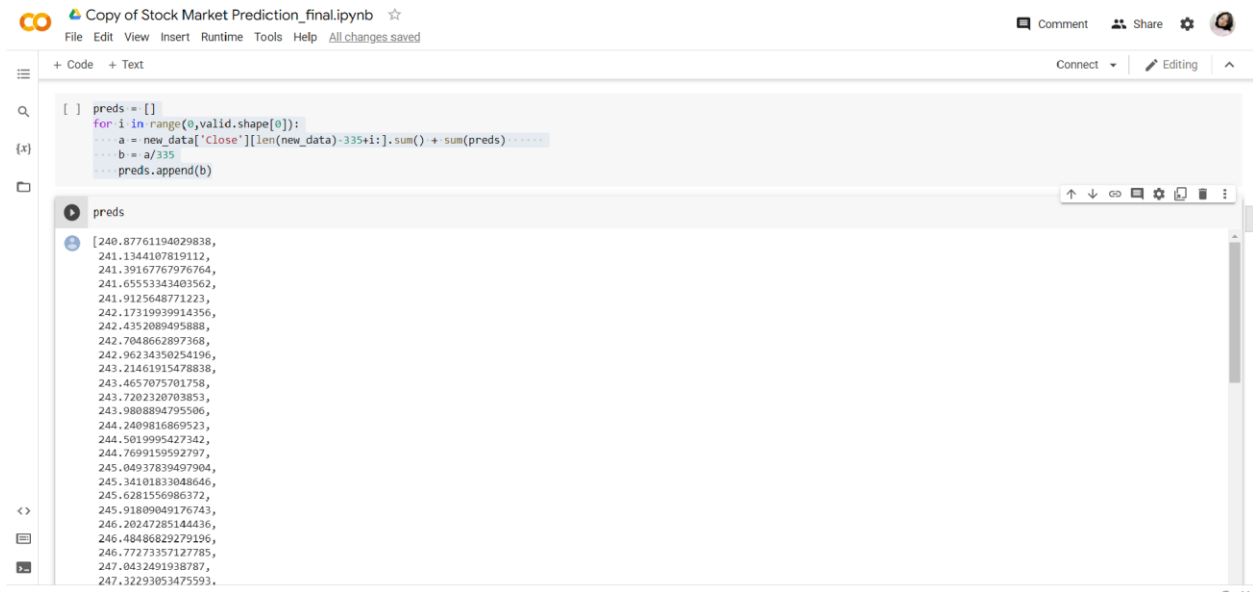 Copy of Stock Market Prediction_final.ipynb
File Edit View Insert Runtime Tools Help All changes saved
Comment Share
+ Code + Text
Connect Editing
[ ] preds = []
for i in range(0,valid.shape[0]):
    a = new_data['Close'][len(new_data)-335+i:].sum() + sum(preds)
    b = a/335
    preds.append(b)
{x}
preds
[240.87761194029838,
241.1344107819112,
241.39167767976764,
241.65553343403562,
241.9125648771223,
242.17319939914356,
242.4352089495888,
242.7048662897368,
242.96234350254196,
243.21461915478838,
243.4657075701758,
243.7202320703853,
243.9808894795506,
244.2409816869523,
244.5019995427342,
244.7699159592797,
245.04937839497904,
245.34101833048646,
245.6281556986372,
245.91809049176743,
246.20247285144436,
246.48486829279196,
246.77273357127785,
247.0432491938787,
247.32293053475593,